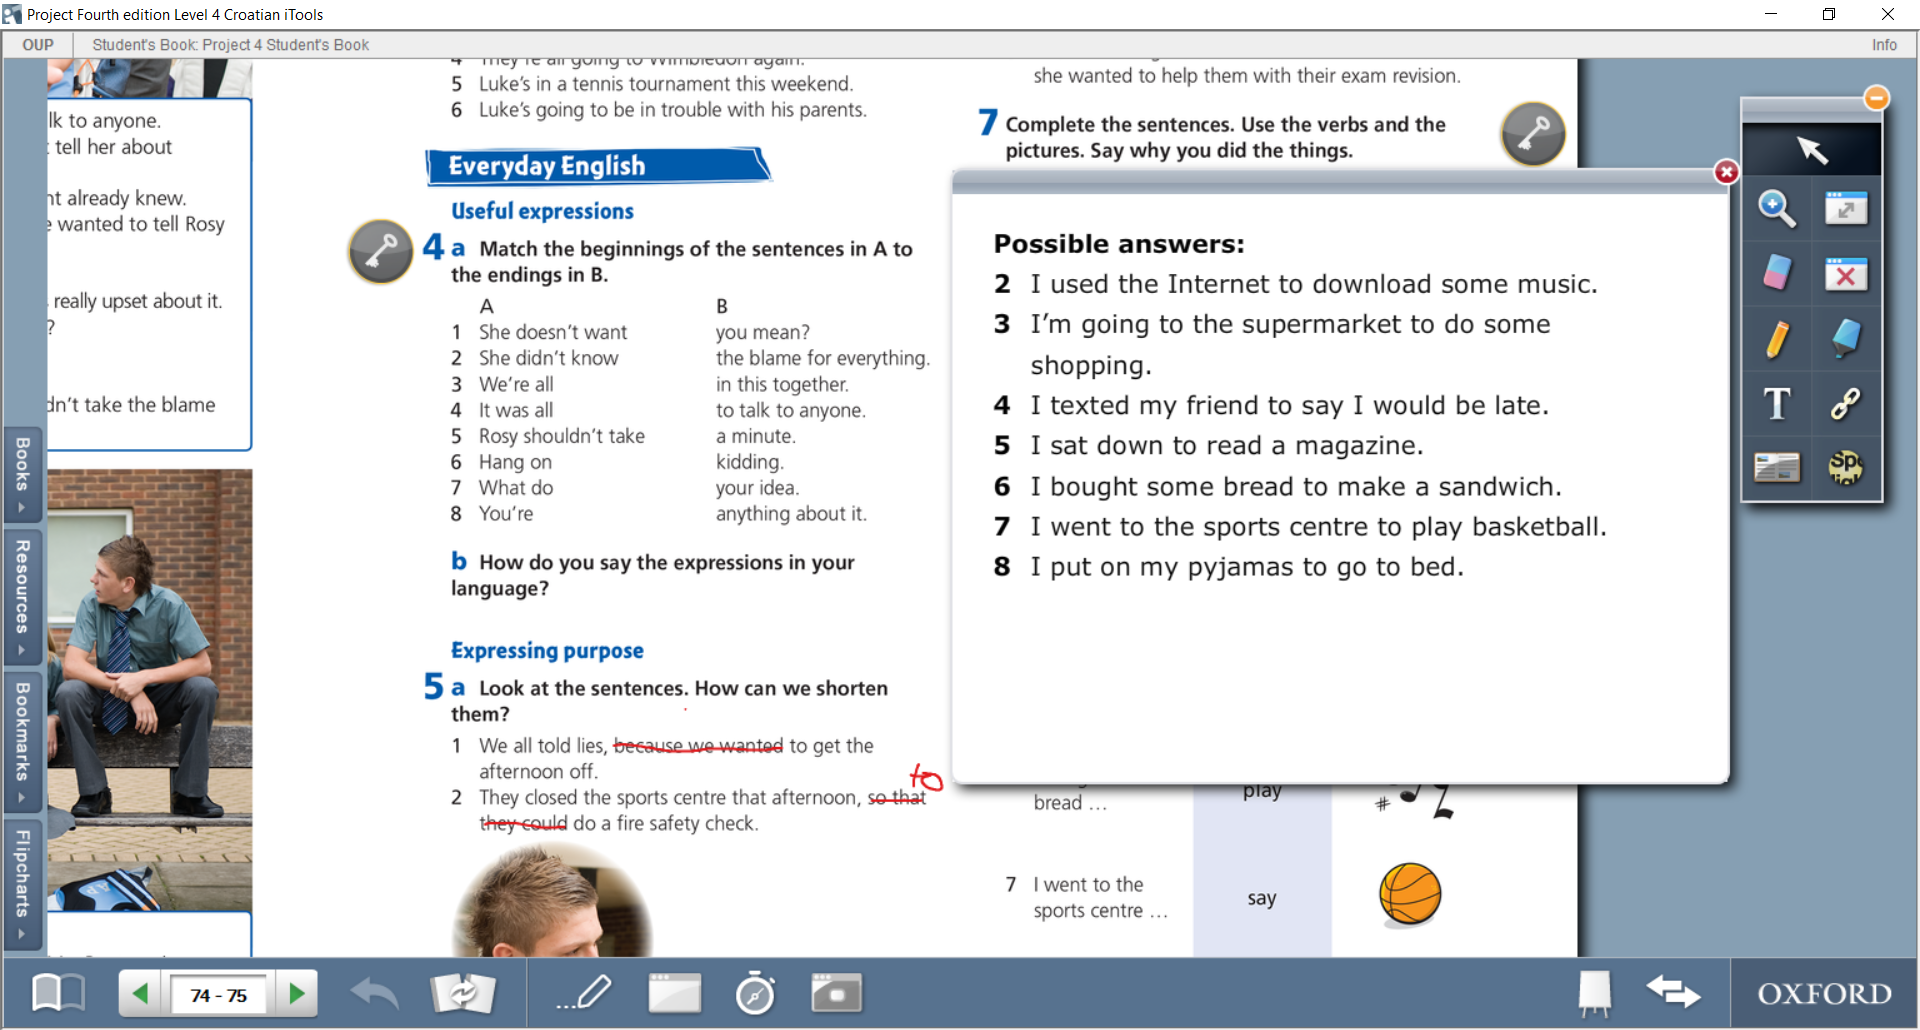 Project Fourth edition Level 4 Croatian iTools
OUP
Student's Book: Project 4 Student's Book
Info
lk to anyone.
tell her about
nt already knew.
e wanted to tell Rosy
really upset about it.
?
dn't take the blame
4 They're all going to Wimbledon again.
5 Luke's in a tennis tournament this weekend.
6 Luke's going to be in trouble with his parents.
Everyday English
Useful expressions
4 a Match the beginnings of the sentences in A to
the endings in B.
A B
1 She doesn't want you mean?
2 She didn't know the blame for everything.
3 We're all in this together.
4 It was all to talk to anyone.
5 Rosy shouldn't take a minute.
6 Hang on kidding.
7 What do your idea.
8 You're anything about it.
b How do you say the expressions in your
language?
Expressing purpose
5 a Look at the sentences. How can we shorten
them?
1 We all told lies, because we wanted to get the
afternoon off.
to
2 They closed the sports centre that afternoon, so that
they could do a fire safety check.
she wanted to help them with their exam revision.
7 Complete the sentences. Use the verbs and the
pictures. Say why you did the things.
Possible answers:
2 I used the Internet to download some music.
3 I'm going to the supermarket to do some
shopping.
4 I texted my friend to say I would be late.
5 I sat down to read a magazine.
6 I bought some bread to make a sandwich.
7 I went to the sports centre to play basketball.
8 I put on my pyjamas to go to bed.
bread ...
play
7 I went to the
sports centre ...
say
Books
Resources
Bookmarks
Flipcharts
T
Spo
74 - 75
OXFORD